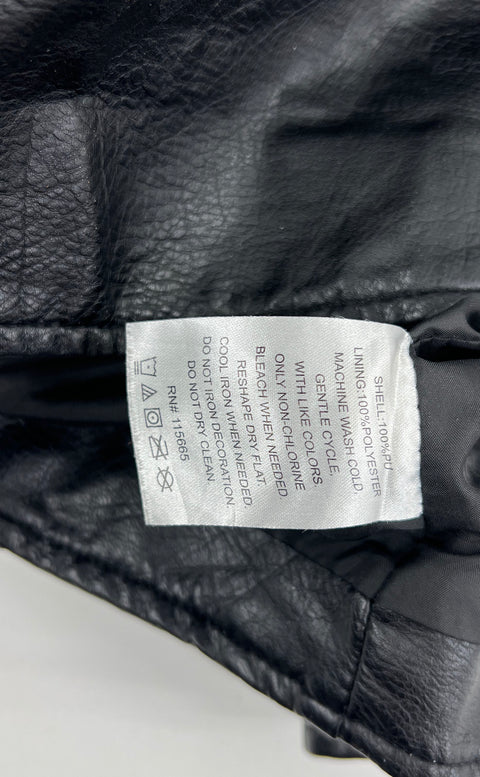 SHELL:100%PU
LINING:100%POLYESTER
MACHINE WASH COLD
GENTLE CYCLE.
WITH LIKE COLORS.
ONLY NON-CHLORINE
BLEACH WHEN NEEDED
RESHAPE DRY FLAT.
COOL IRON WHEN NEEDED.
DO NOT IRON DECORATION.
DO NOT DRY CLEAN.
RN# 115665